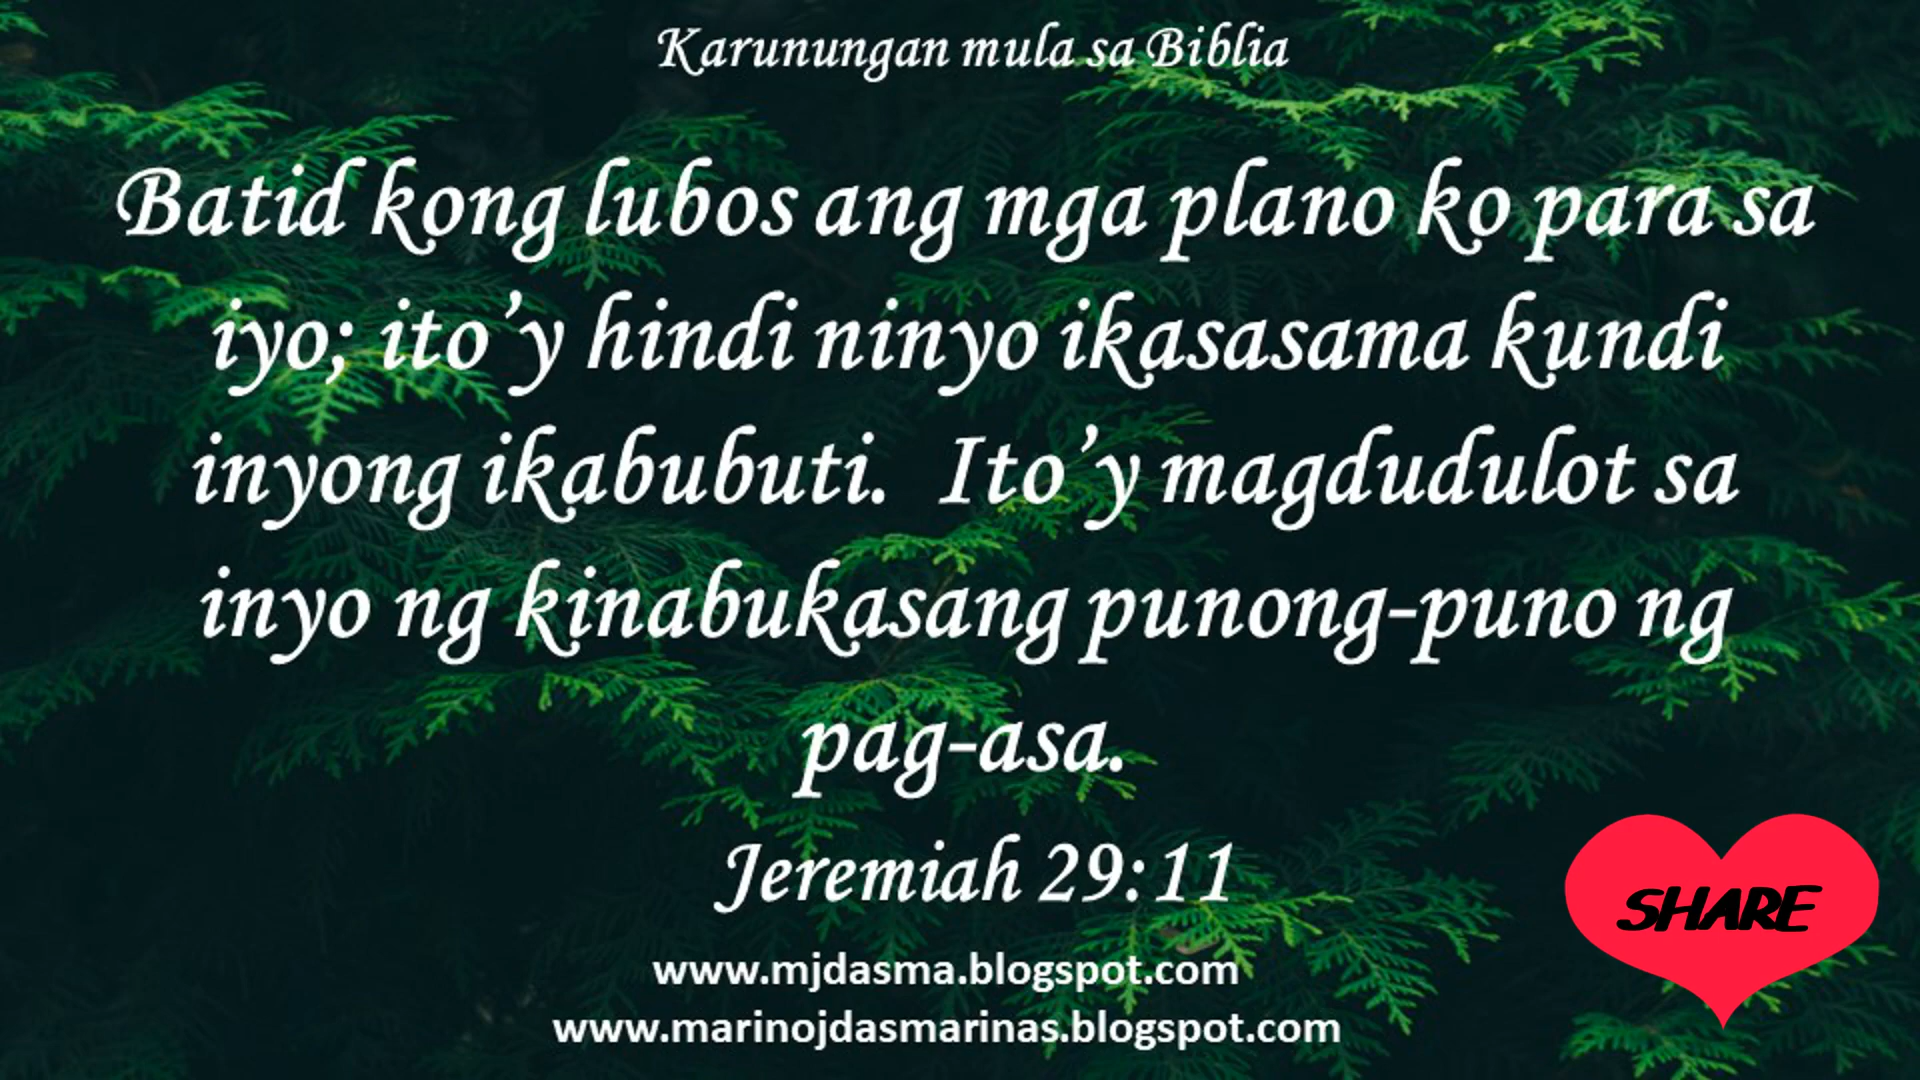 Karunungan mula sa Biblia
Batid kong lubos ang mga plano ko para sa
iyo; ito’y hindi ninyo ikasasama kundi
inyong ikabubuti.  Ito’y magdudulot sa
inyo ng kinabukasang punong-puno ng
pag-asa.
Jeremiah 29:11
SHARE
www.mjdasma.blogspot.com
www.marinojdasmarinas.blogspot.com